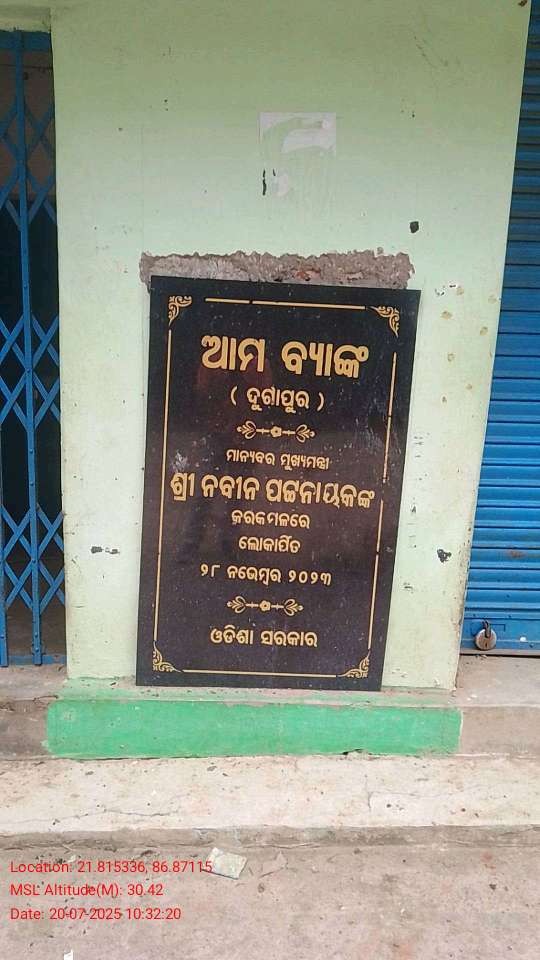 ଆମ ବ୍ୟାଙ୍କ
( ଦୁର୍ଗାପୁର )
ମାନ୍ୟବର ମୁଖ୍ୟମନ୍ତ୍ରୀ
ଶ୍ରୀ ନବୀନ ପଟ୍ଟନାୟକଙ୍କ
କରକମଳରେ
ଲୋକାର୍ପିତ
୨୮ ନଭେମ୍ବର ୨୦୨୩
ଓଡିଶା ସରକାର
Location: 21.815336, 86.87115
MSL Altitude(M): 30.42
Date: 20-07-2025 10:32:20